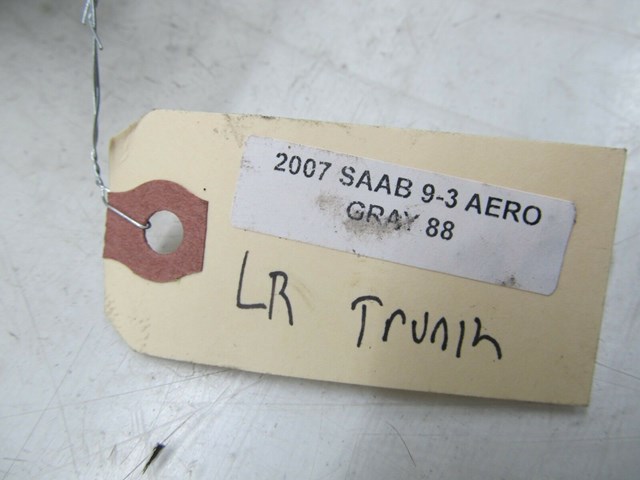 2007 SAAB 9-3 AERO
GRAY 88
LR Trunk